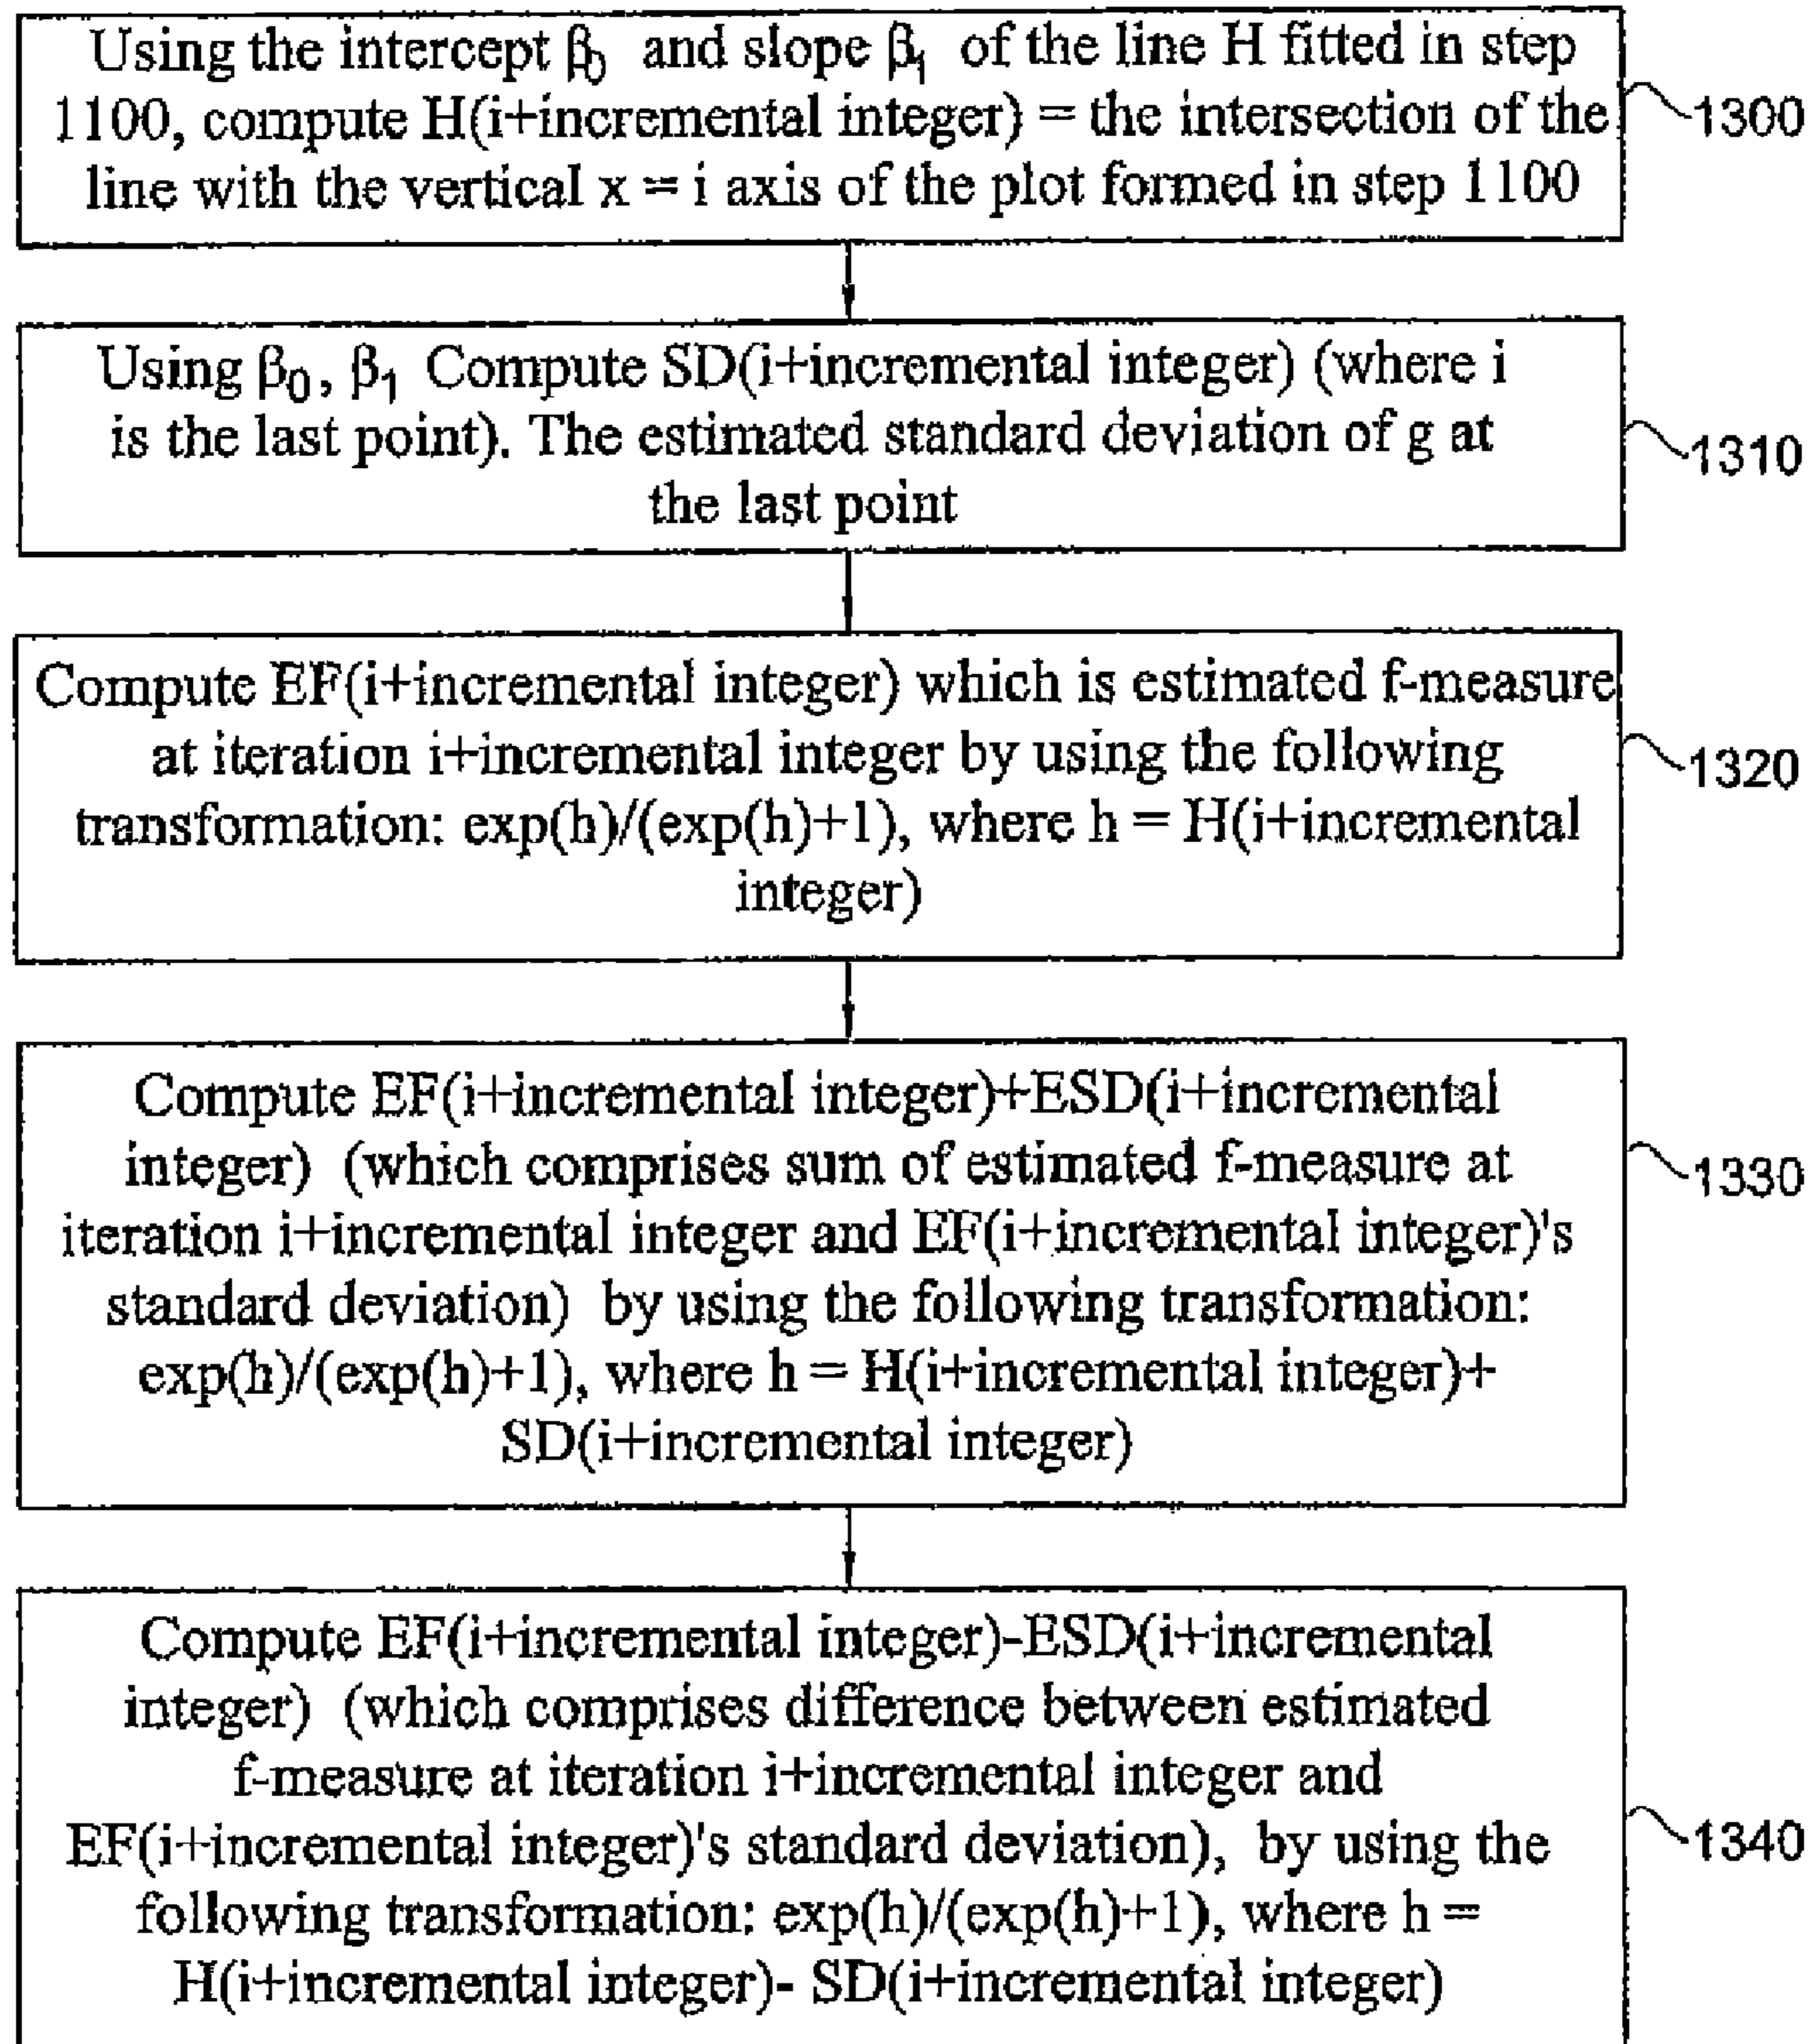 Using the intercept β0 and slope β1 of the line H fitted in step
1100, compute H(i+incremental integer) = the intersection of the
line with the vertical x = i axis of the plot formed in step 1100
1300
Using β0, β1 Compute SD(i+incremental integer) (where i
is the last point). The estimated standard deviation of g at
the last point
1310
Compute EF(i+incremental integer) which is estimated f-measure
at iteration i+incremental integer by using the following
transformation: exp(h)/(exp(h)+1), where h = H(i+incremental
integer)
1320
Compute EF(i+incremental integer)+ESD(i+incremental
integer) (which comprises sum of estimated f-measure at
iteration i+incremental integer and EF(i+incremental integer)'s
standard deviation) by using the following transformation:
exp(h)/(exp(h)+1), where h = H(i+incremental integer)+
SD(i+incremental integer)
1330
Compute EF(i+incremental integer)-ESD(i+incremental
integer) (which comprises difference between estimated
f-measure at iteration i+incremental integer and
EF(i+incremental integer)'s standard deviation), by using the
following transformation: exp(h)/(exp(h)+1), where h =
H(i+incremental integer)- SD(i+incremental integer)
1340